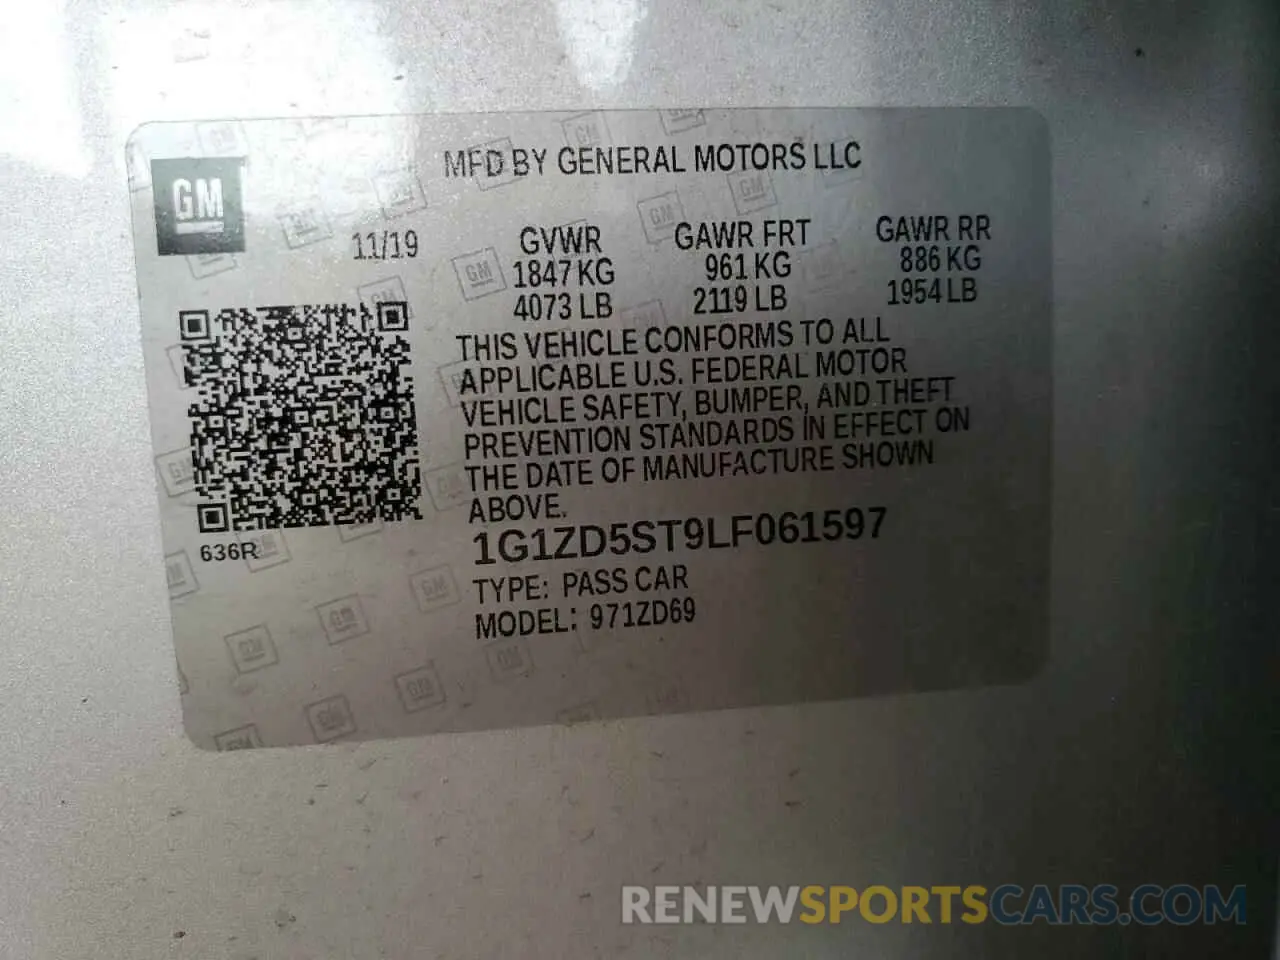 GM
MFD BY GENERAL MOTORS LLC
11/19
GVWR GAWR FRT GAWR RR
1847 KG 961 KG 886 KG
4073 LB 2119 LB 1954 LB
THIS VEHICLE CONFORMS TO ALL
APPLICABLE U.S. FEDERAL MOTOR
VEHICLE SAFETY, BUMPER, AND THEFT
PREVENTION STANDARDS IN EFFECT ON
THE DATE OF MANUFACTURE SHOWN
ABOVE.
636R
1G1ZD5ST9LF061597
TYPE: PASS CAR
MODEL: 971ZD69
RENEWSPORTSCARS.COM